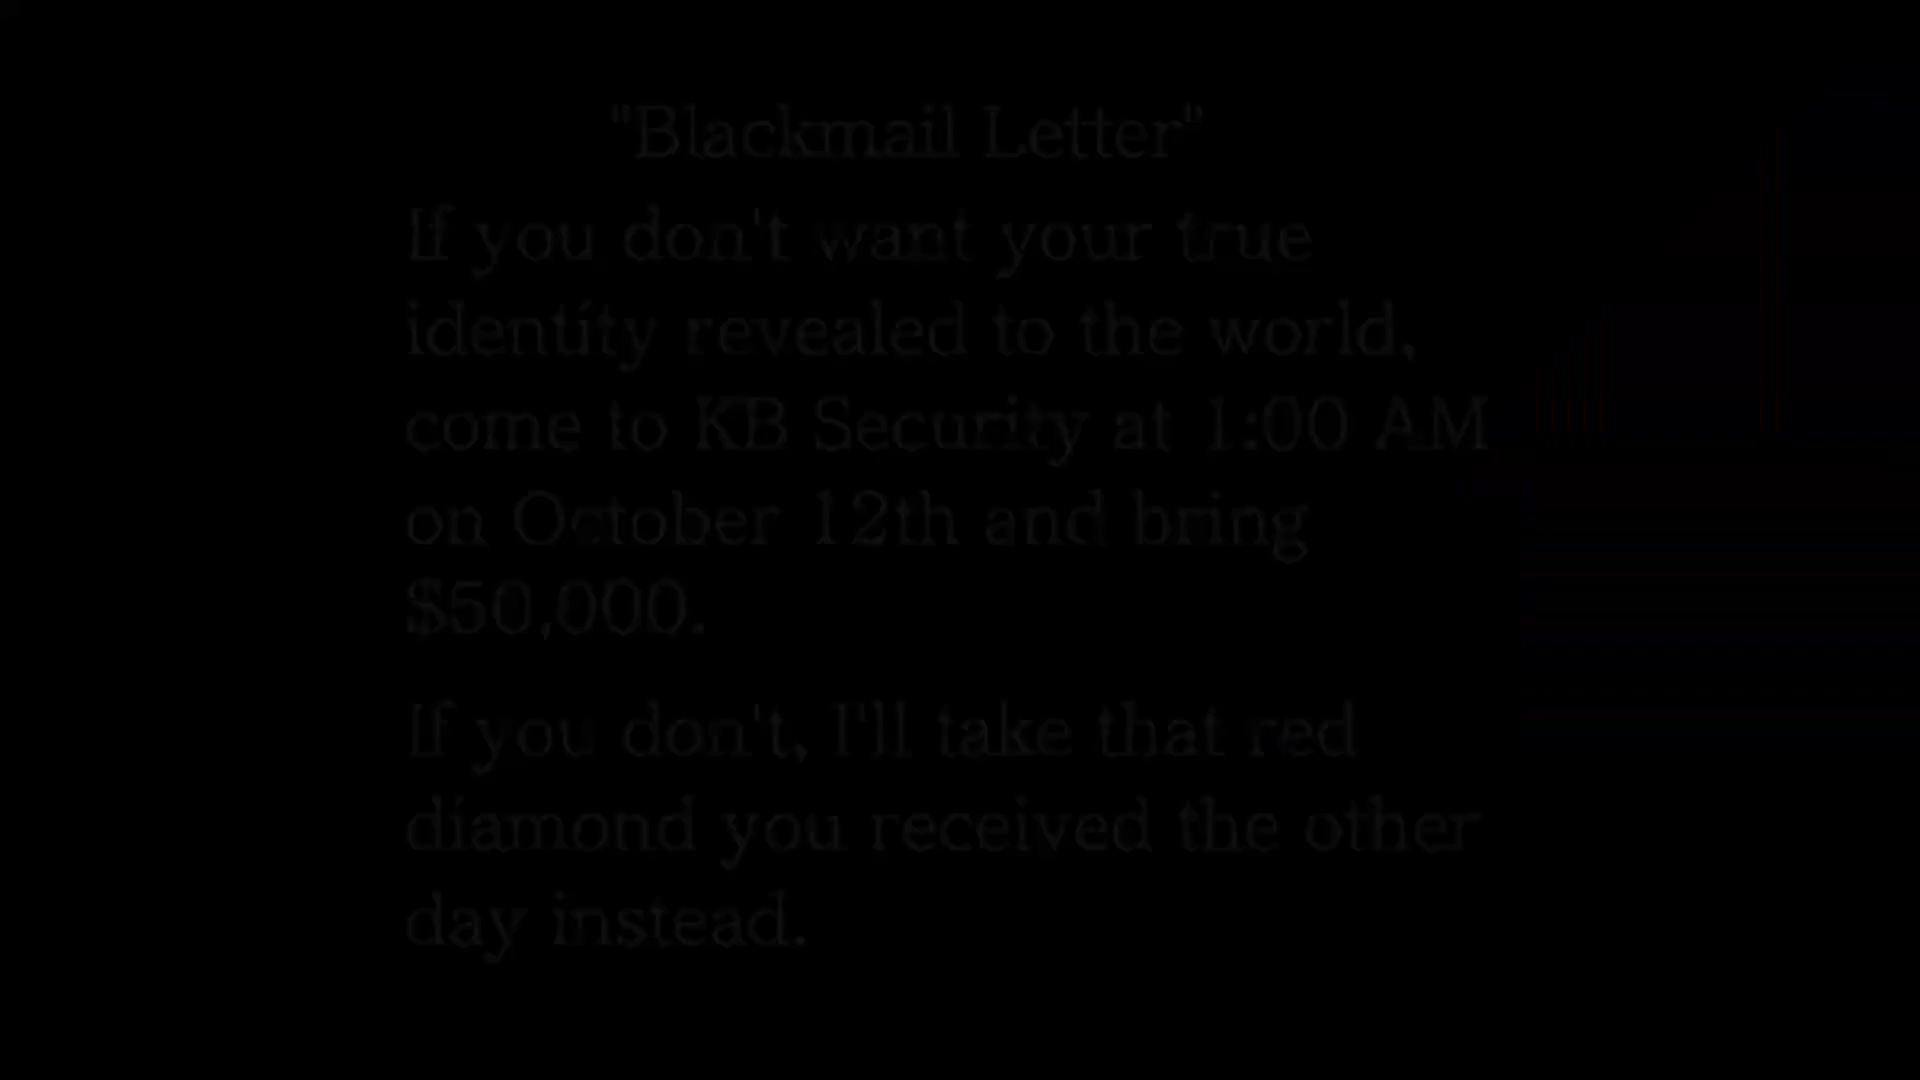 "Blackmail Letter"
If you don't want your true
identity revealed to the world,
come to KB Security at 1:00 AM
on October 12th and bring
$50,000.
If you don't, I'll take that red
diamond you received the other
day instead.